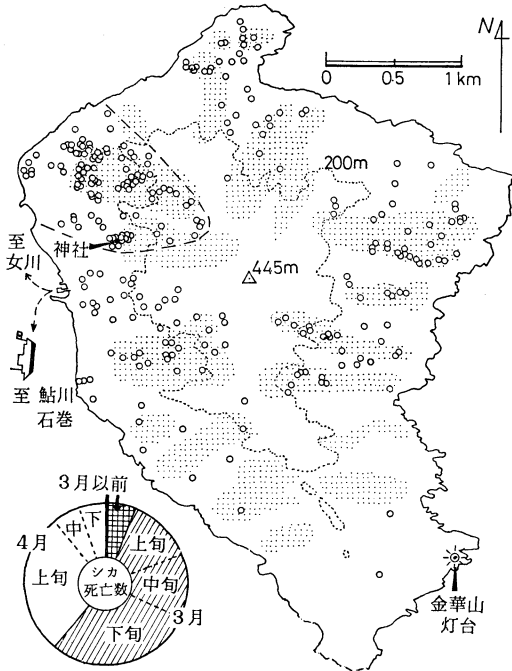 N
0 0·5 1 km
200m
至
女川
神社
445m
至 鮎川
石巻
3月以前
中 下
4月
上旬
上旬
シカ
死亡数
中旬
3月
下旬
金華山
灯台